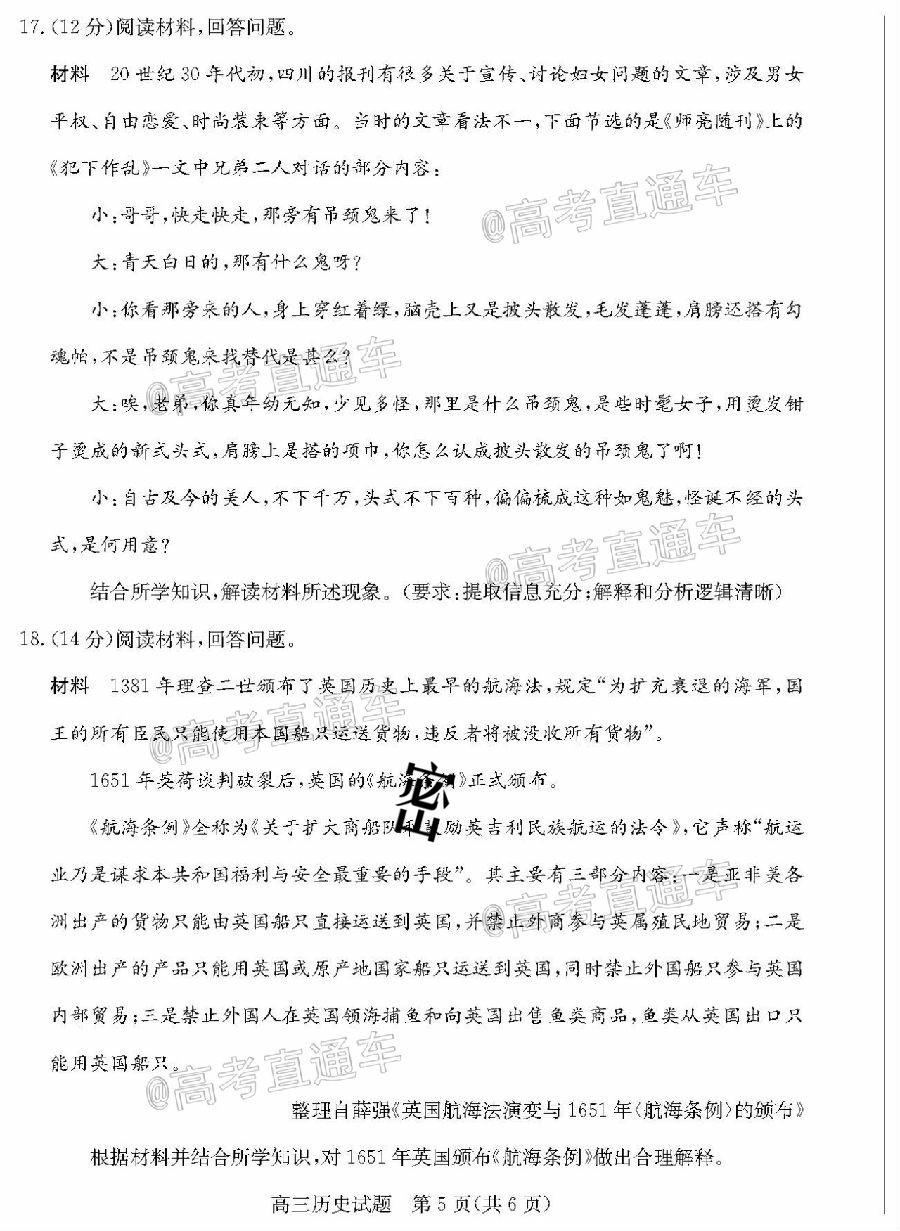 17.(12分)阅读材料,回答问题。
材料 20世纪30年代初,四川的报刊有很多关于宣传、讨论妇女问题的文章,涉及男女
平权、自由恋爱、时尚装束等方面。当时的文章看法不一,下面节选的是《师亮随刊》上的
《犯下作乱》一文中兄弟二人对话的部分内容:
小:哥哥,快走快走,那旁有吊颈鬼来了!
@高考直通车
大:青天白日的,那有什么鬼呀?
小:你看那旁来的人,身上穿红着绿,脑壳上又是披头散发,毛发蓬蓬,肩膀还搭有勾
魂帕,不是吊颈鬼来找替代是甚么?
@高考直通车
大:唉,老弟,你真年幼无知,少见多怪,那里是什么吊颈鬼,是些时髦女子,用烫发钳
子烫成的新式头式,肩膀上是搭的项巾,你怎么认成披头散发的吊颈鬼了啊!
小:自古及今的美人,不下千万,头式不下百种,偏偏梳成这种如鬼魅,怪诞不经的头
式,是何用意?
@高考直通车
结合所学知识,解读材料所述现象。(要求:提取信息充分;解释和分析逻辑清晰)
18.(14分)阅读材料,回答问题。
材料 1381年理查二世颁布了英国历史上最早的航海法,规定“为扩充衰退的海军,国
王的所有臣民只能使用本国船只运送货物,违反者将被没收所有货物”。
@高考直通车
1651年英荷谈判破裂后,英国的《航海条例》正式颁布。
密
《航海条例》全称为《关于扩大商船队和鼓励英吉利民族航运的法令》,它声称“航运
业乃是谋求本共和国福利与安全最重要的手段”。其主要有三部分内容:一是亚非美各
洲出产的货物只能由英国船只直接运送到英国,并禁止外商参与英属殖民地贸易;二是
@高考直通车
欧洲出产的产品只能用英国或原产地国家船只运送到英国,同时禁止外国船只参与英国
内部贸易;三是禁止外国人在英国领海捕鱼和向英国出售鱼类商品,鱼类从英国出口只
能用英国船只。
@高考直通车
整理自薛强《英国航海法演变与1651年〈航海条例〉的颁布》
根据材料并结合所学知识,对1651年英国颁布《航海条例》做出合理解释。
高三历史试题 第5页(共6页)